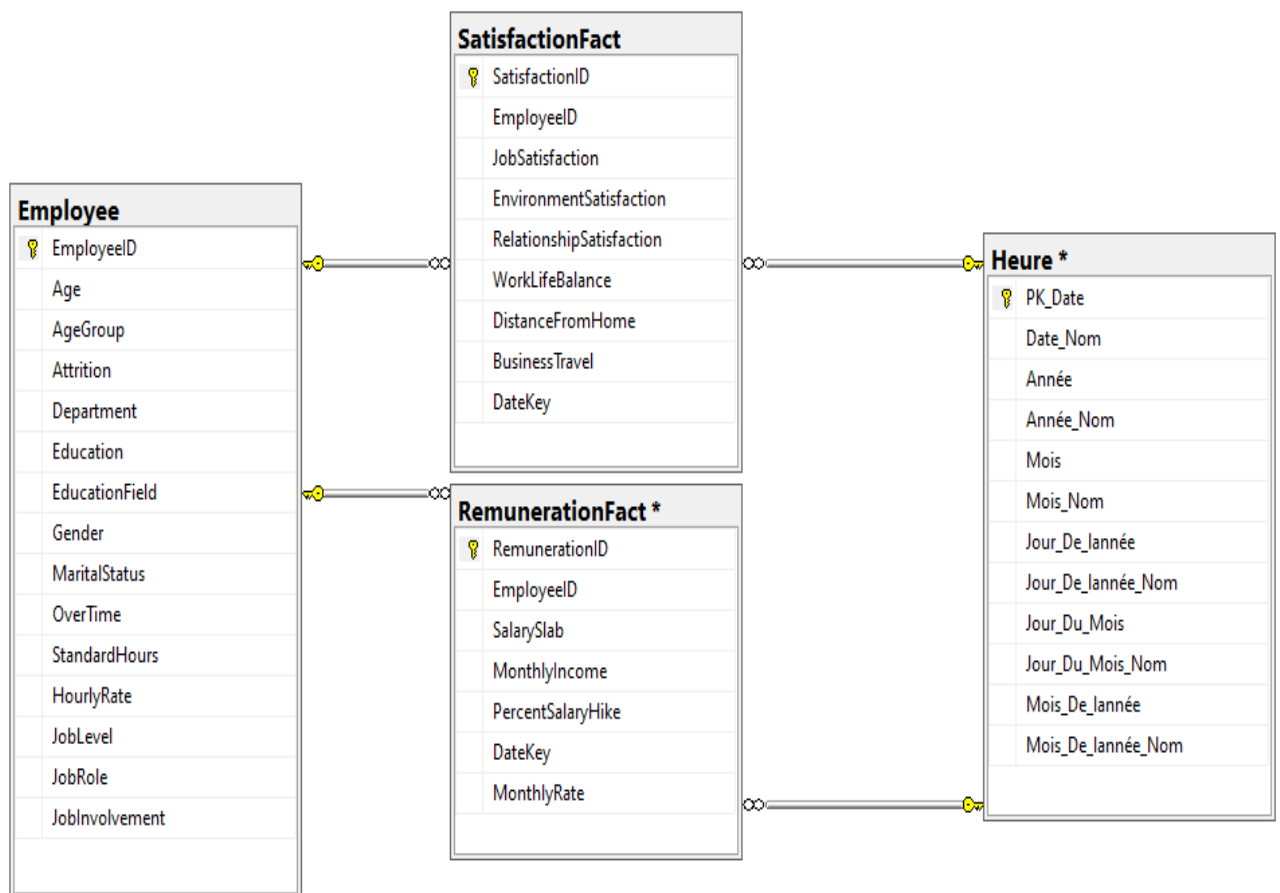 SatisfactionFact
SatisfactionID
EmployeeID
JobSatisfaction
EnvironmentSatisfaction
RelationshipSatisfaction
WorkLifeBalance
DistanceFromHome
BusinessTravel
DateKey
Employee
EmployeeID
Age
AgeGroup
Attrition
Department
Education
EducationField
Gender
MaritalStatus
OverTime
StandardHours
HourlyRate
JobLevel
JobRole
JobInvolvement
RemunerationFact *
RemunerationID
EmployeeID
SalarySlab
MonthlyIncome
PercentSalaryHike
DateKey
MonthlyRate
Heure *
PK_Date
Date_Nom
Année
Année_Nom
Mois
Mois_Nom
Jour_De_lannée
Jour_De_lannée_Nom
Jour_Du_Mois
Jour_Du_Mois_Nom
Mois_De_lannée
Mois_De_lannée_Nom